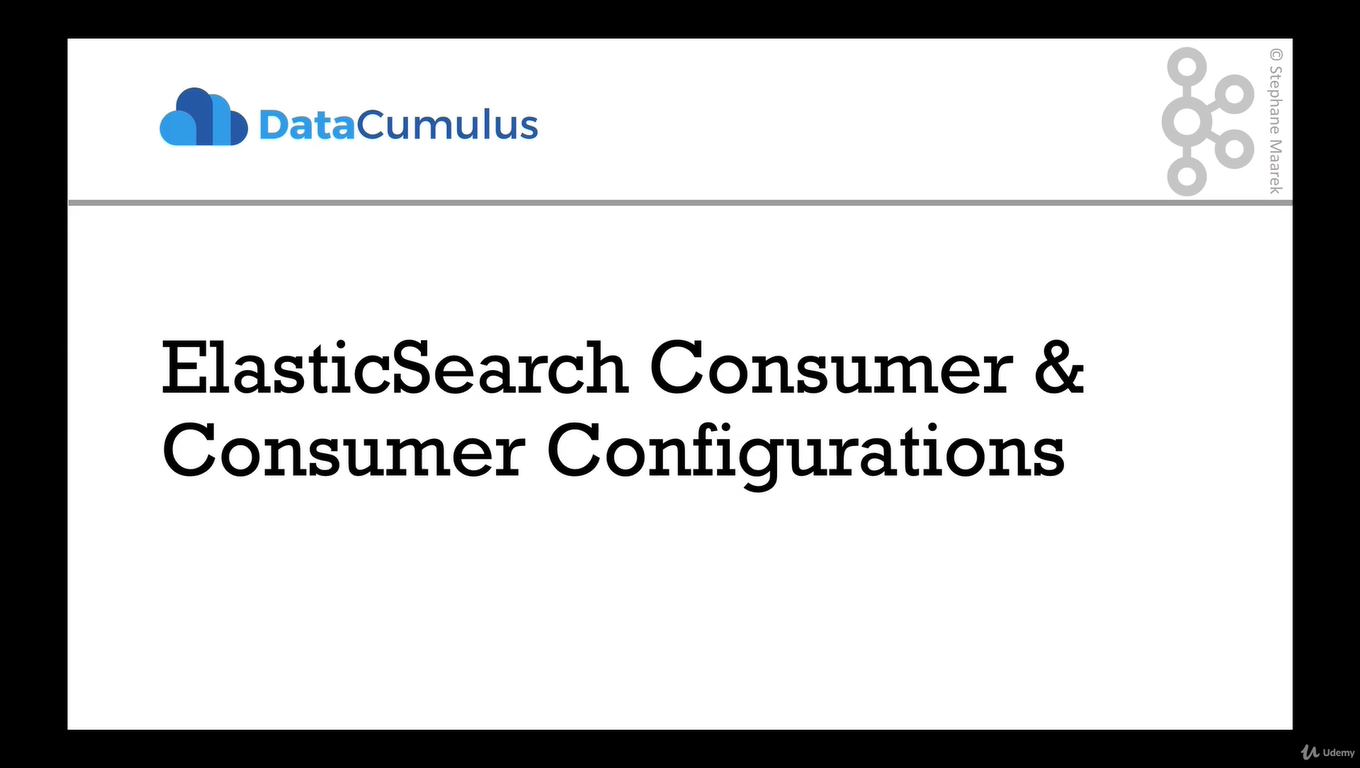 DataCumulus
© Stephane Maarek
ElasticSearch Consumer &
Consumer Configurations
Udemy